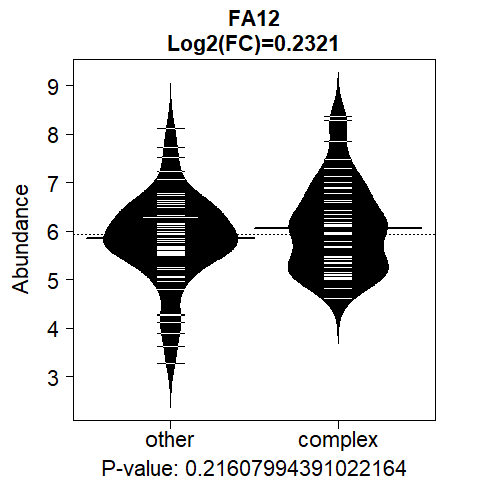 FA12
Log2(FC)=0.2321
Abundance
9
8
7
6
5
4
3
other complex
P-value: 0.21607994391022164